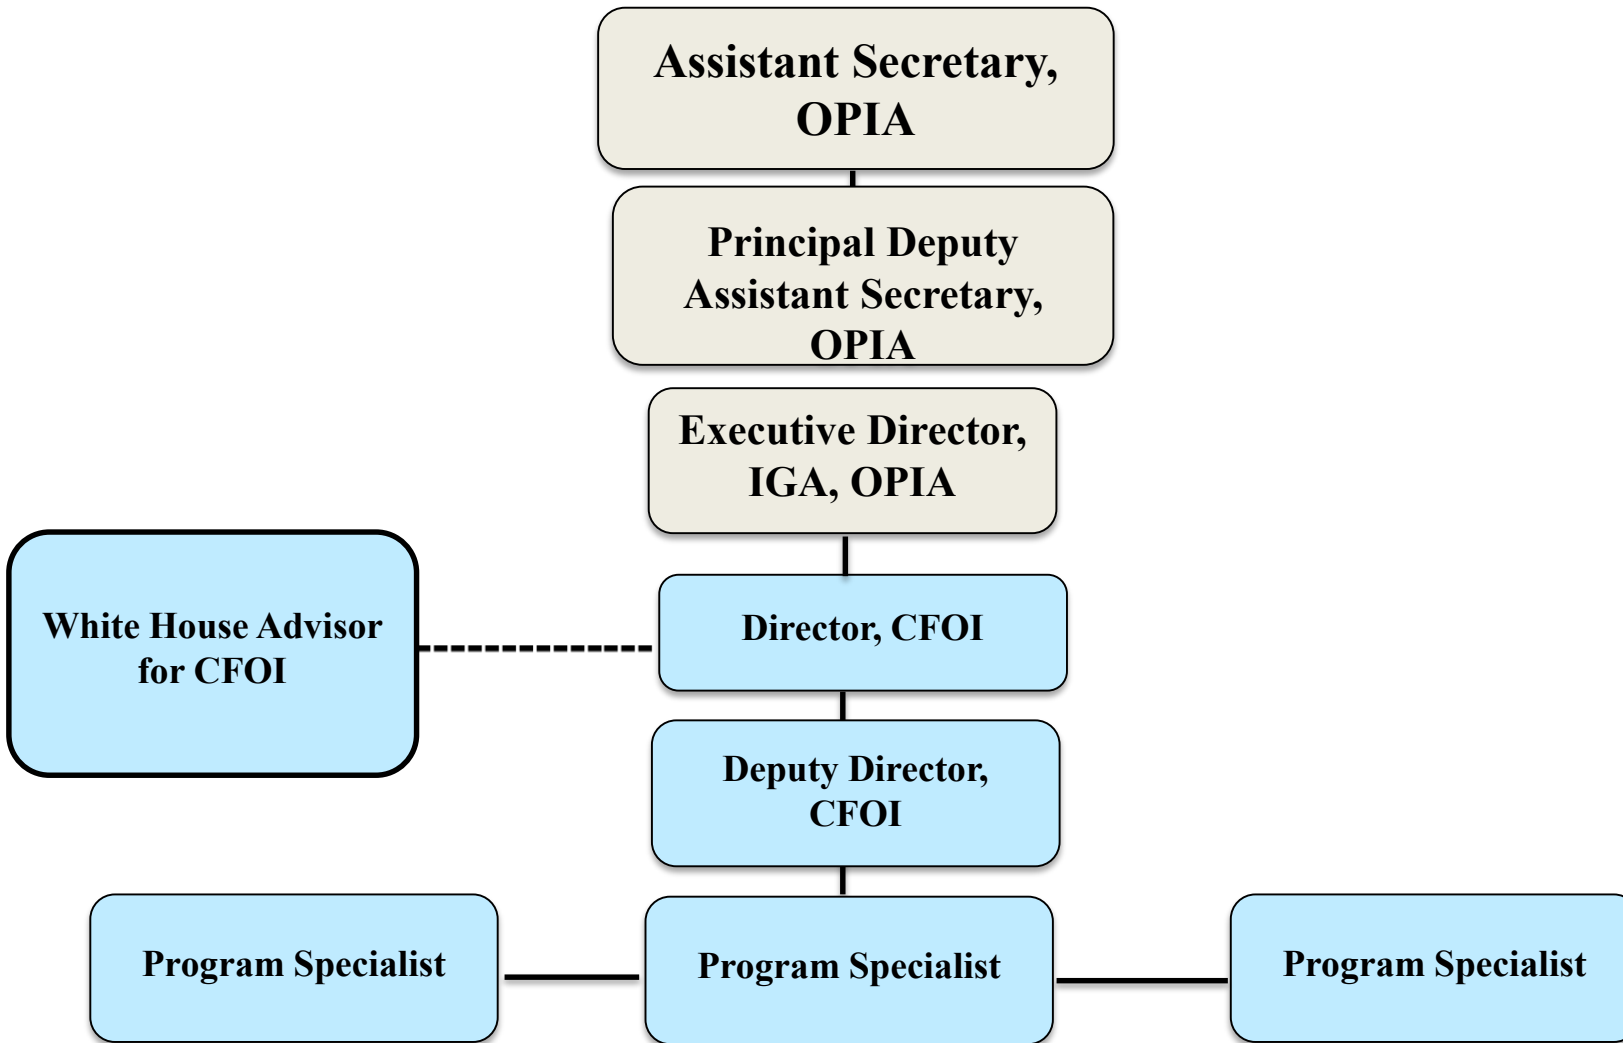 Assistant Secretary,
OPIA
Principal Deputy
Assistant Secretary,
OPIA
Executive Director,
IGA, OPIA
White House Advisor
for CFOI
Director, CFOI
Deputy Director,
CFOI
Program Specialist
Program Specialist
Program Specialist